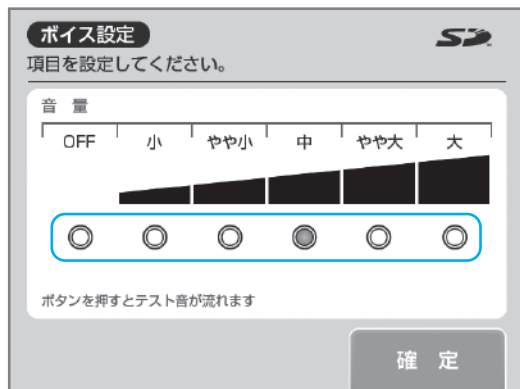 ボイス設定
SD
項目を設定してください。
音 量
OFF 小 やや小 中 やや大 大
ボタンを押すとテスト音が流れます
確 定